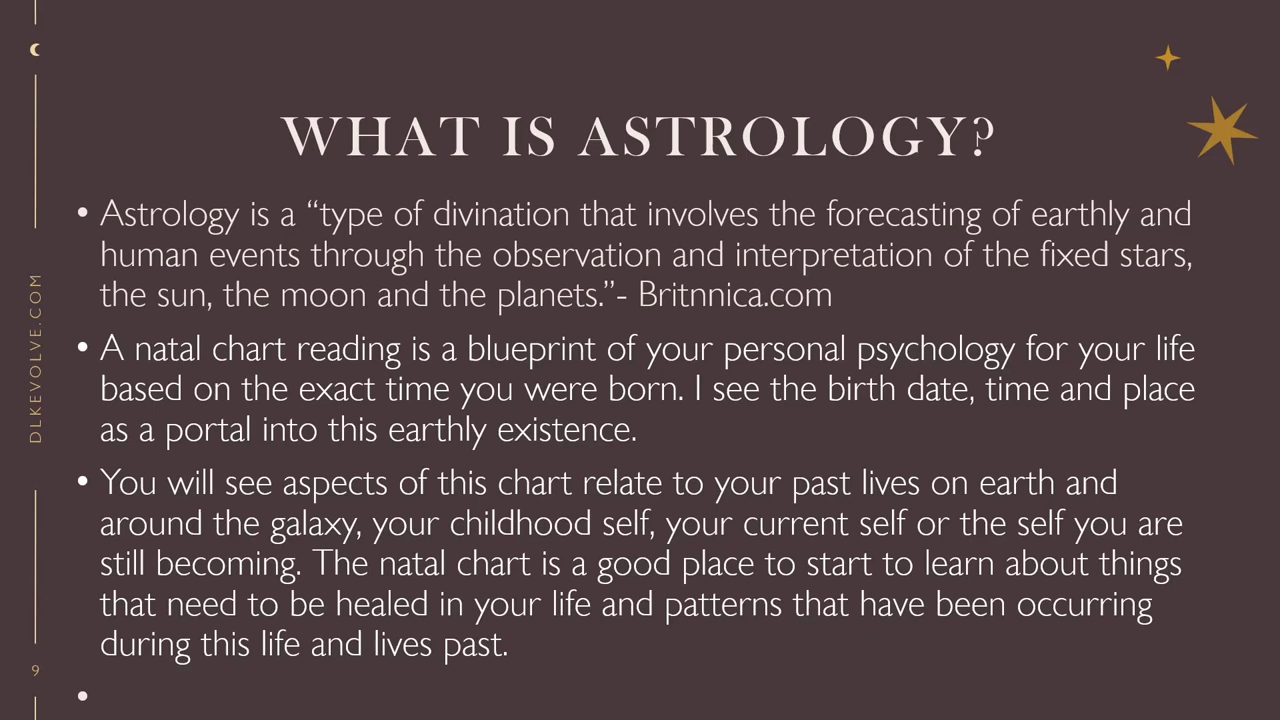 WHAT IS ASTROLOGY?
• Astrology is a “type of divination that involves the forecasting of earthly and
human events through the observation and interpretation of the fixed stars,
the sun, the moon and the planets.”- Britnnica.com
• A natal chart reading is a blueprint of your personal psychology for your life
based on the exact time you were born. I see the birth date, time and place
as a portal into this earthly existence.
• You will see aspects of this chart relate to your past lives on earth and
around the galaxy, your childhood self, your current self or the self you are
still becoming. The natal chart is a good place to start to learn about things
that need to be healed in your life and patterns that have been occurring
during this life and lives past.
•
DLKEVOLVE.COM
9